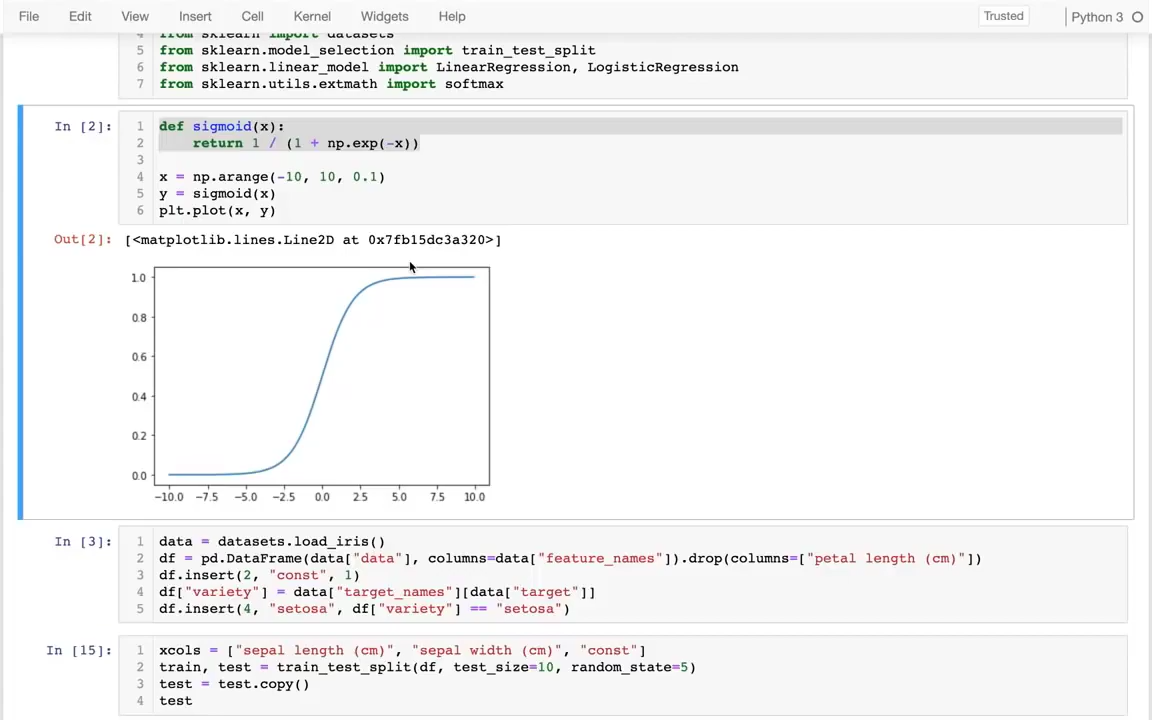 File Edit View Insert Cell Kernel Widgets Help Trusted Python 3
4 from sklearn import datasets
5 from sklearn.model_selection import train_test_split
6 from sklearn.linear_model import LinearRegression, LogisticRegression
7 from sklearn.utils.extmath import softmax
In [2]: 1 def sigmoid(x):
2     return 1 / (1 + np.exp(-x))
3
4 x = np.arange(-10, 10, 0.1)
5 y = sigmoid(x)
6 plt.plot(x, y)
Out[2]: [<matplotlib.lines.Line2D at 0x7fb15dc3a320>]
1.0
0.8
0.6
0.4
0.2
0.0
−10.0 −7.5 −5.0 −2.5 0.0 2.5 5.0 7.5 10.0
In [3]: 1 data = datasets.load_iris()
2 df = pd.DataFrame(data["data"], columns=data["feature_names"]).drop(columns=["petal length (cm)"])
3 df.insert(2, "const", 1)
4 df["variety"] = data["target_names"][data["target"]]
5 df.insert(4, "setosa", df["variety"] == "setosa")
In [15]: 1 xcols = ["sepal length (cm)", "sepal width (cm)", "const"]
2 train, test = train_test_split(df, test_size=10, random_state=5)
3 test = test.copy()
4 test